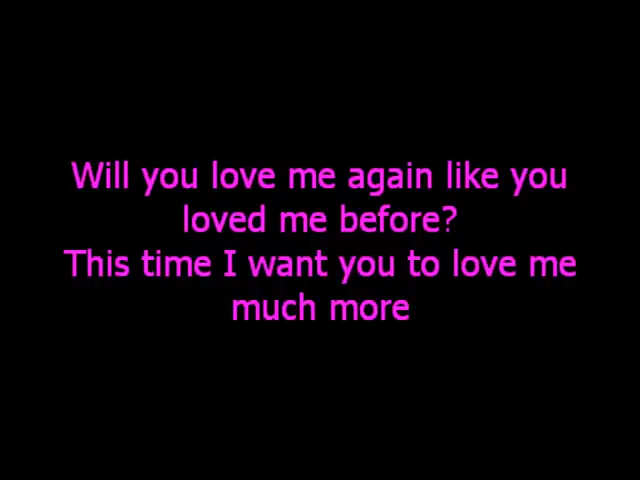 Will you love me again like you
loved me before?
This time I want you to love me
much more